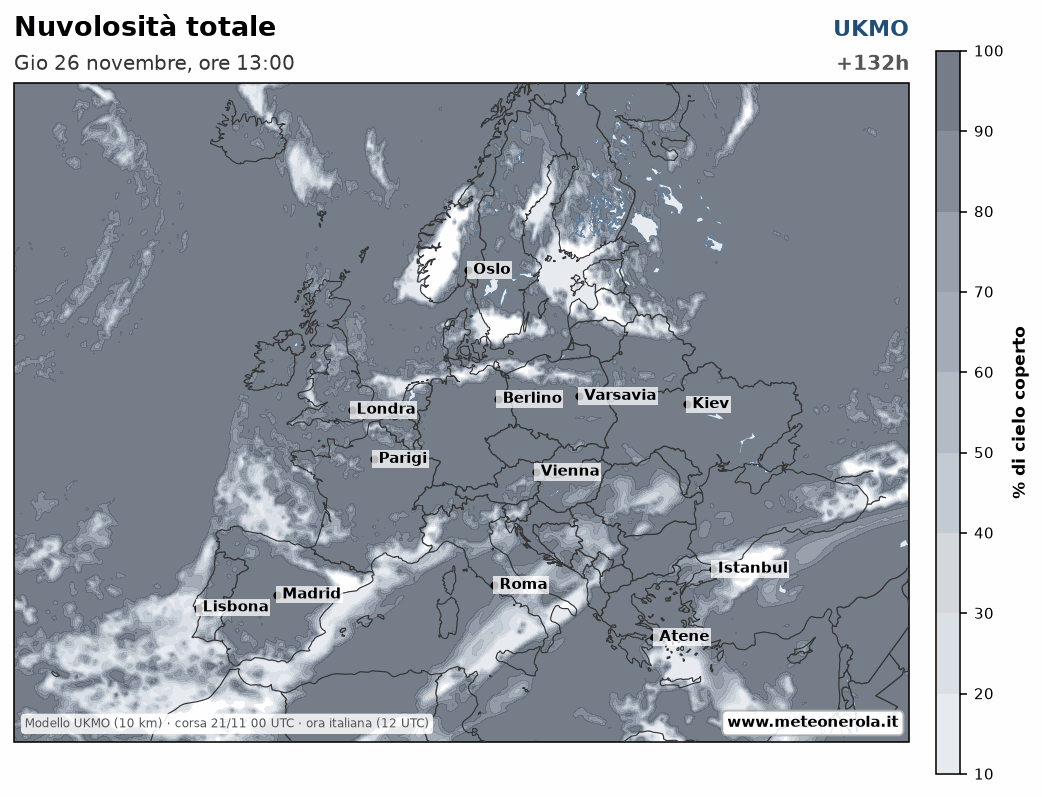 Nuvolosità totale
UKMO
Gio 26 novembre, ore 13:00
+132h
100
90
80
70
60
50
40
30
20
10
% di cielo coperto
Oslo
Londra
Berlino
Varsavia
Kiev
Parigi
Vienna
Istanbul
Roma
Madrid
Lisbona
Atene
Modello UKMO (10 km) · corsa 21/11 00 UTC · ora italiana (12 UTC)
www.meteonerola.it